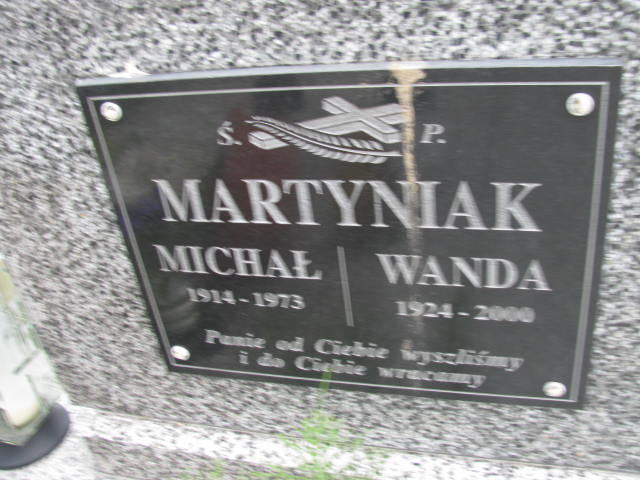 Ś. P.
MARTYNIAK
MICHAŁ WANDA
1914 - 1973 1924 - 2000
Panie od Ciebie wyszliśmy
i do Ciebie wracamy